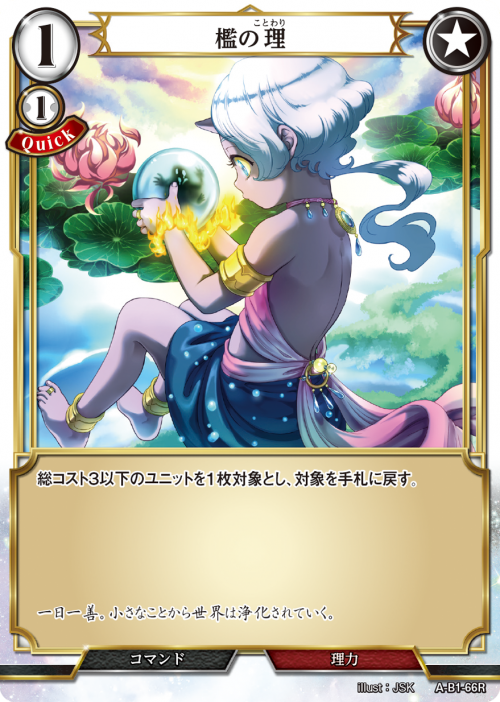 1
ことわり
檻の理
1
Quick
総コスト3以下のユニットを1枚対象とし、対象を手札に戻す。
一日一善。小さなことから世界は浄化されていく。
コマンド
理力
illust：JSK
A-B1-66R